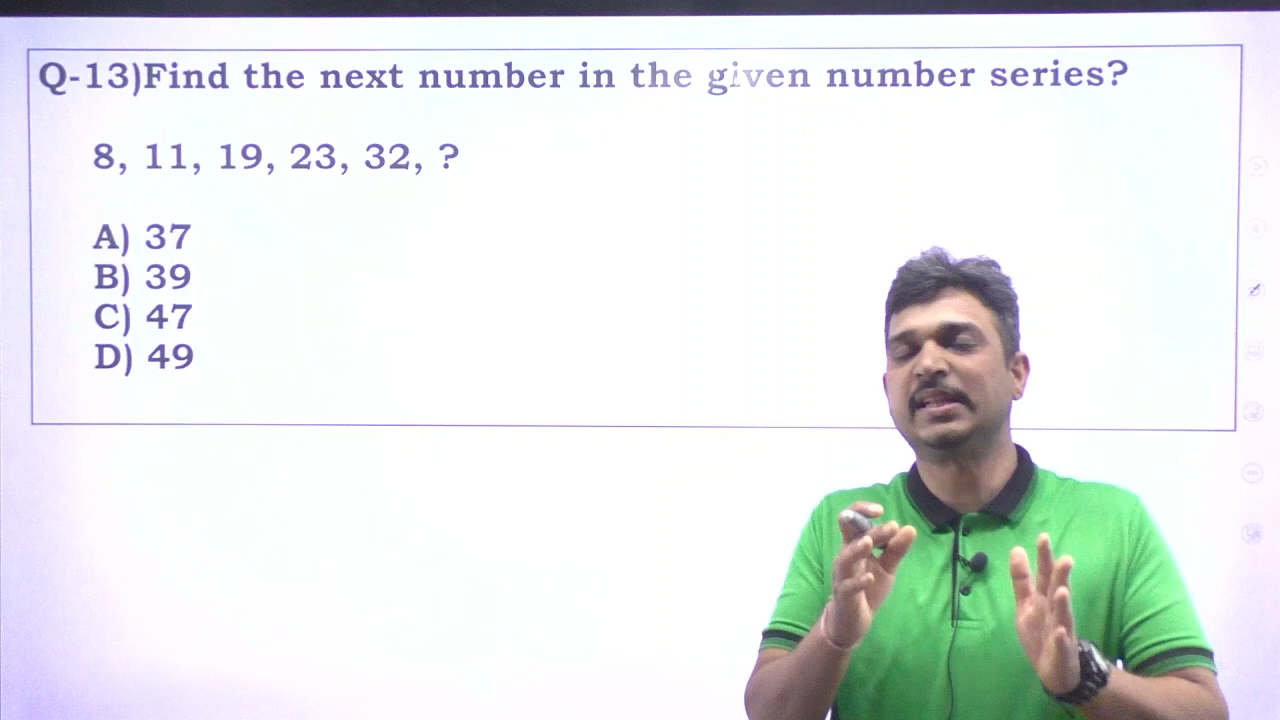 Q-13)Find the next number in the given number series?
8, 11, 19, 23, 32, ?
A) 37
B) 39
C) 47
D) 49